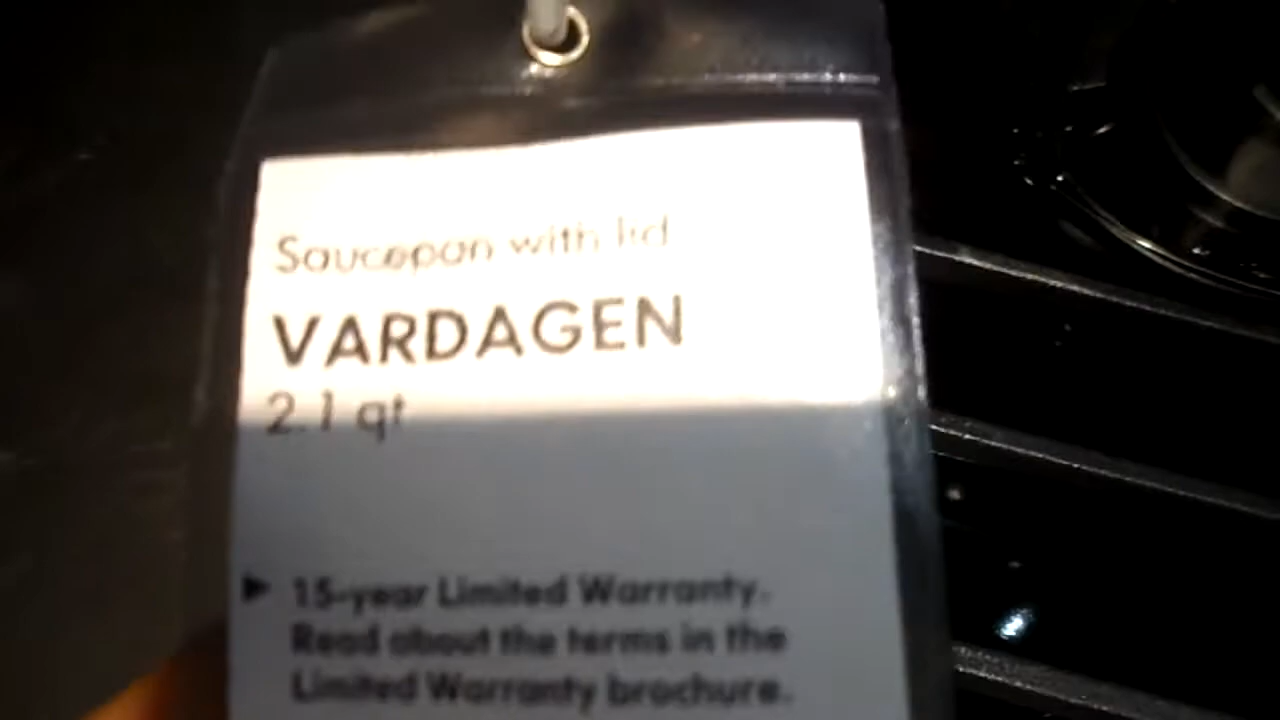 Saucepan with lid
VARDAGEN
2.1 qt
▶ 15-year Limited Warranty.
Read about the terms in the
Limited Warranty brochure.